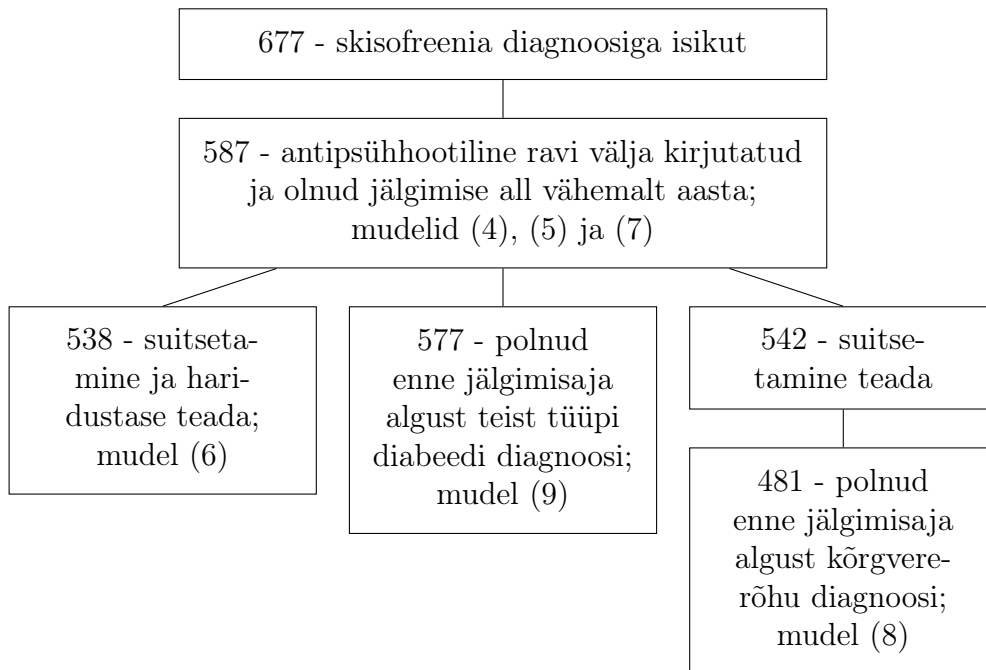 677 - skisofreenia diagnoosiga isikut
587 - antipsühhootiline ravi välja kirjutatud
ja olnud jälgimise all vähemalt aasta;
mudelid (4), (5) ja (7)
538 - suitseta-
mine ja hari-
dustase teada;
mudel (6)
577 - polnud
enne jälgimisaja
algust teist tüüpi
diabeedi diagnoosi;
mudel (9)
542 - suitse-
tamine teada
481 - polnud
enne jälgimisaja
algust kõrgvere-
rõhu diagnoosi;
mudel (8)